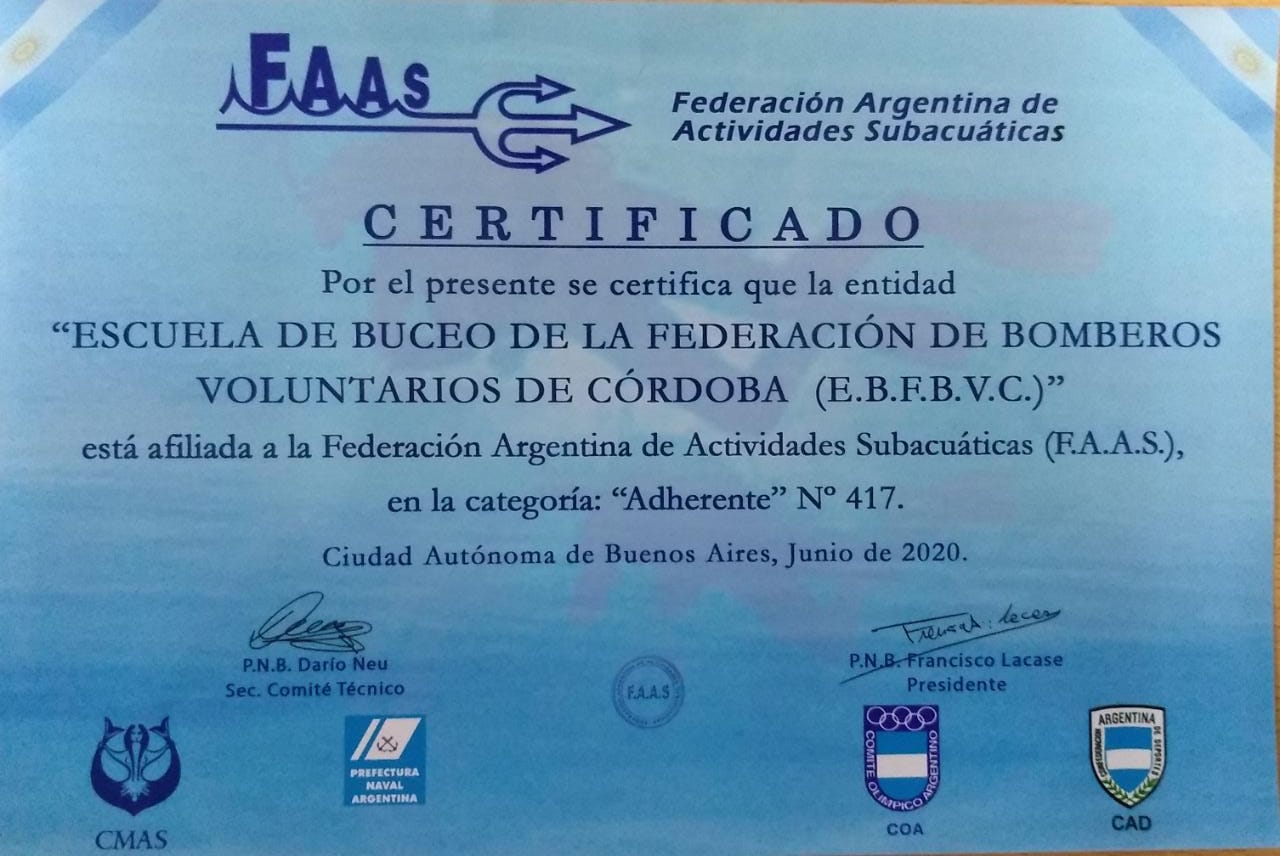 FAAS
Federación Argentina de
Actividades Subacuáticas
CERTIFICADO
Por el presente se certifica que la entidad
“ESCUELA DE BUCEO DE LA FEDERACIÓN DE BOMBEROS
VOLUNTARIOS DE CÓRDOBA (E.B.F.B.V.C.)”
está afiliada a la Federación Argentina de Actividades Subacuáticas (F.A.A.S.),
en la categoría: “Adherente” Nº 417.
Ciudad Autónoma de Buenos Aires, Junio de 2020.
P.N.B. Darío Neu
Sec. Comité Técnico
F.A.A.S
P.N.B. Francisco Lacase
Presidente
CMAS
PREFECTURA
NAVAL
ARGENTINA
COMITE OLIMPICO ARGENTINO
COA
ARGENTINA
DE DEPORTES
CAD